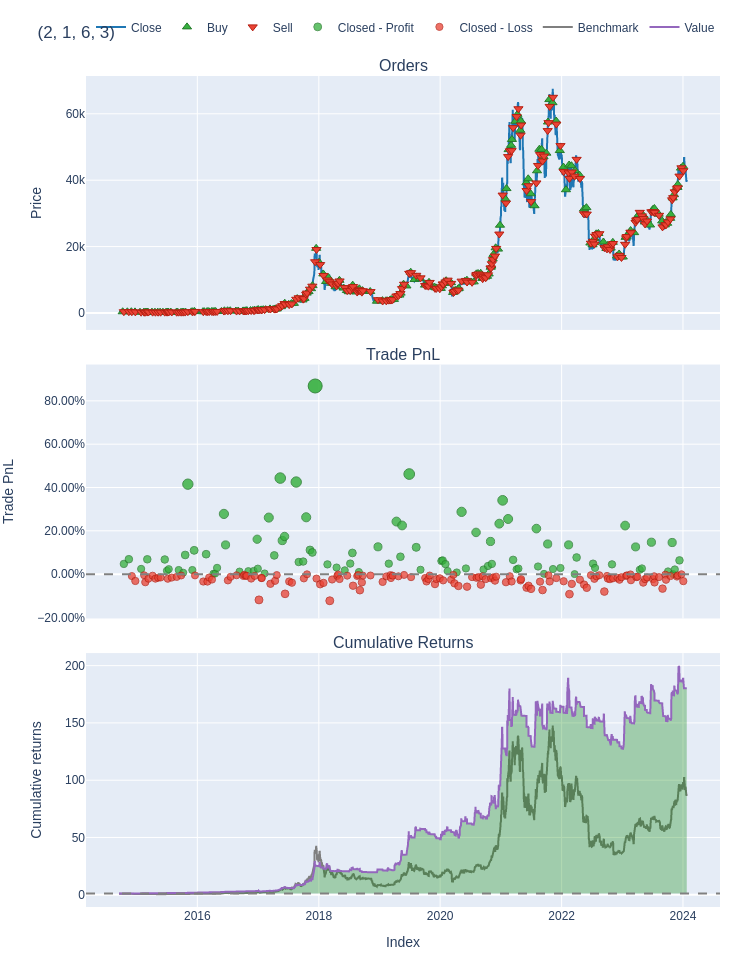 (2, 1, 6, 3)
Close Buy Sell Closed - Profit Closed - Loss Benchmark Value
Orders
60k
40k
20k
0
Price
Trade PnL
80.00%
60.00%
40.00%
20.00%
0.00%
−20.00%
Trade PnL
Cumulative Returns
200
150
100
50
0
Cumulative returns
2016 2018 2020 2022 2024
Index